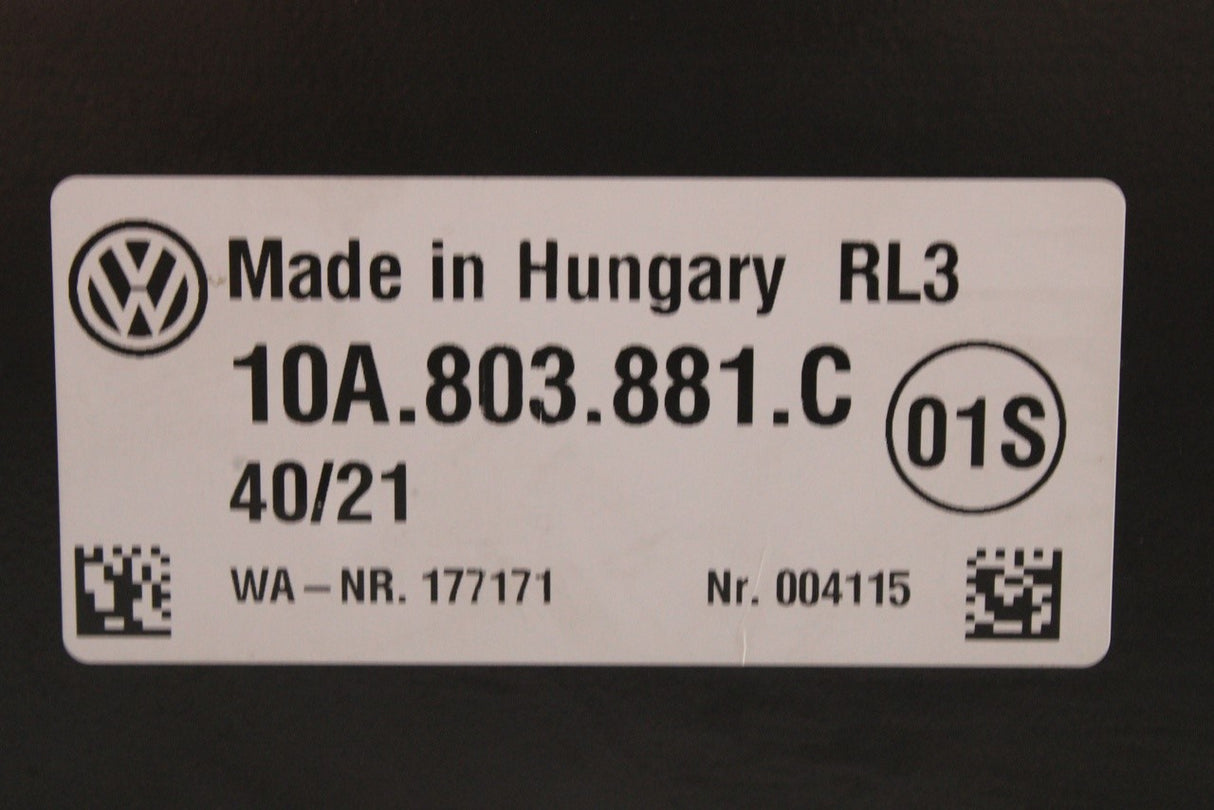 Made in Hungary RL3
10A.803.881.C
01S
40/21
WA-NR. 177171 Nr. 004115